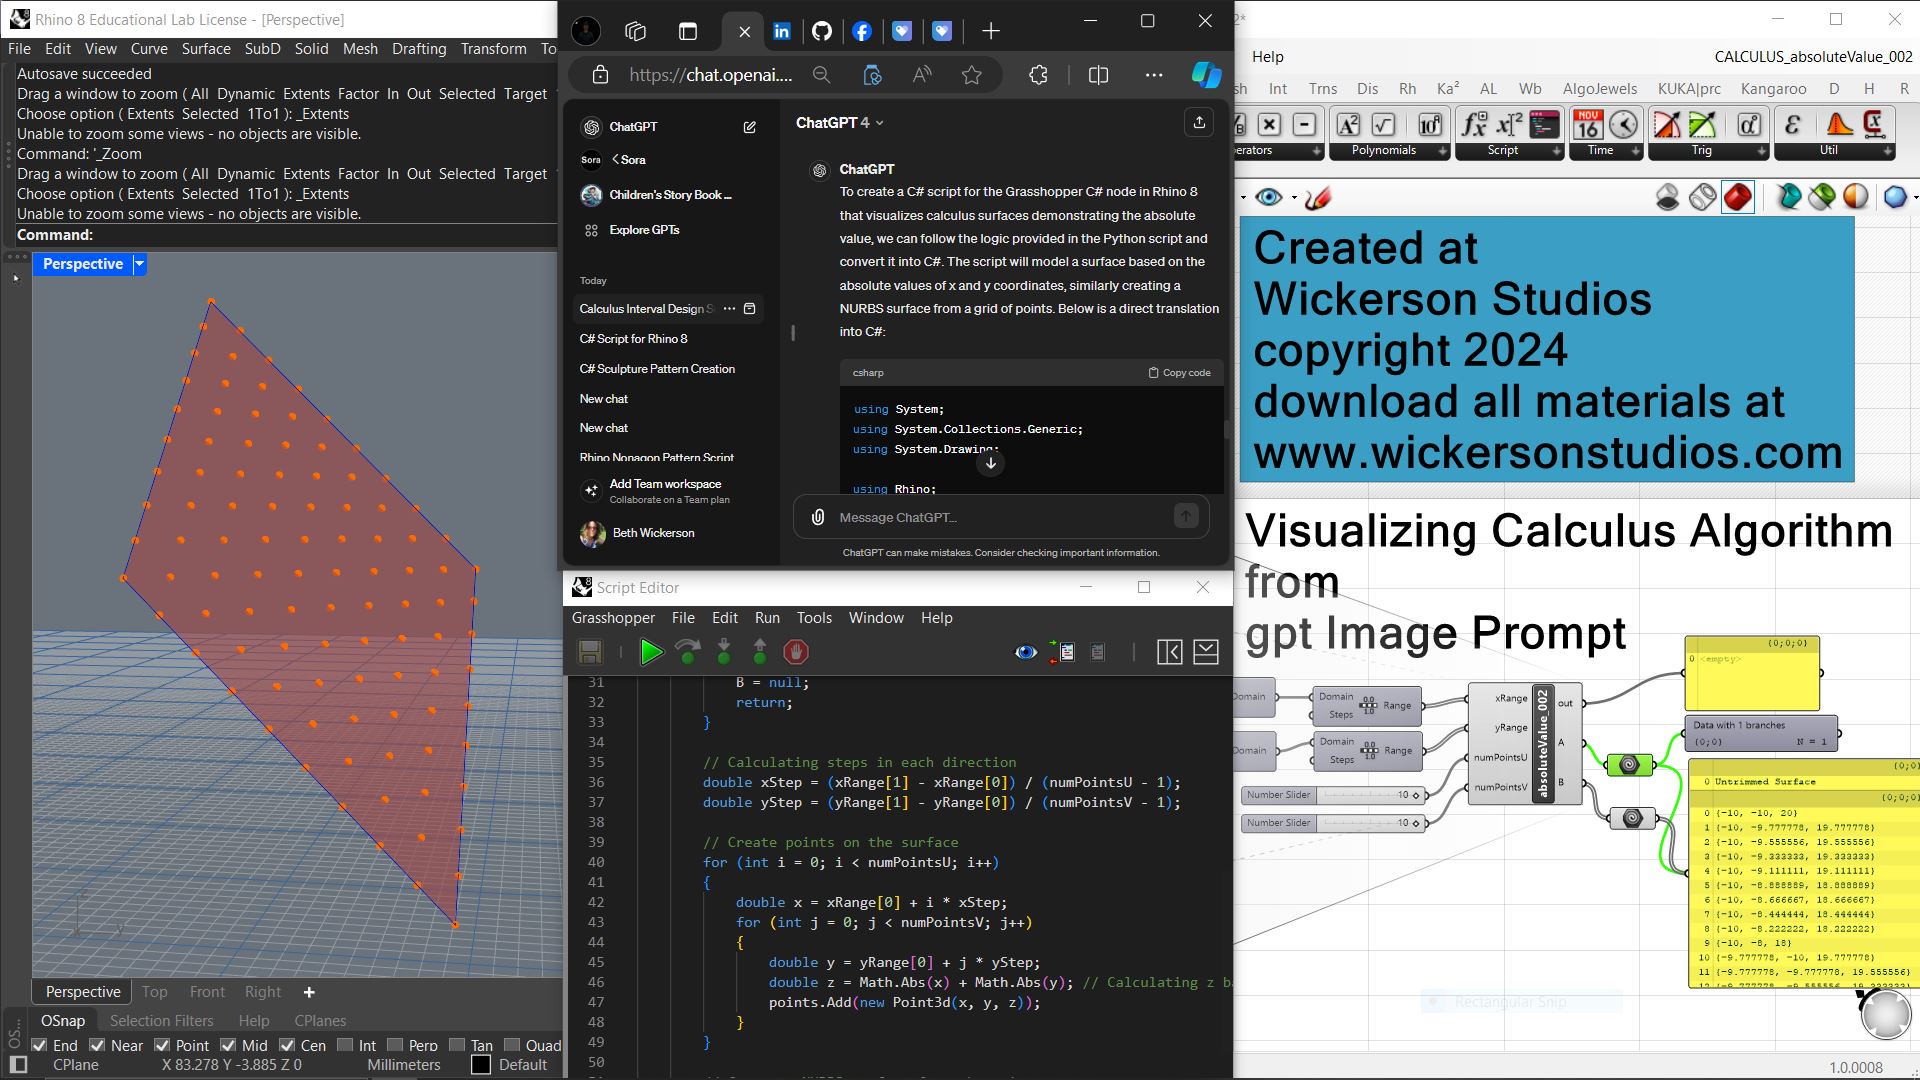 Rhino 8 Educational Lab License - [Perspective]
File Edit View Curve Surface SubD Solid Mesh Drafting Transform To
Autosave succeeded
Drag a window to zoom ( All Dynamic Extents Factor In Out Selected Target
Choose option ( Extents Selected 1To1 ): _Extents
Unable to zoom some views - no objects are visible.
Command: '_Zoom
Drag a window to zoom ( All Dynamic Extents Factor In Out Selected Target
Choose option ( Extents Selected 1To1 ): _Extents
Unable to zoom some views - no objects are visible.
Command:
Perspective
y
Perspective Top Front Right
OSnap Selection Filters Help CPlanes
End Near Point Mid Cen Int Perp Tan Quad
CPlane X 83.278 Y -3.885 Z 0 Millimeters Default
https://chat.openai....
ChatGPT
Sora
< Sora
Children's Story Book ...
Explore GPTs
Today
Calculus Interval Design S
C# Script for Rhino 8
C# Sculpture Pattern Creation
New chat
New chat
Rhino Nonagon Pattern Script
Add Team workspace
Collaborate on a Team plan
Beth Wickerson
ChatGPT 4
ChatGPT
To create a C# script for the Grasshopper C# node in Rhino 8
that visualizes calculus surfaces demonstrating the absolute
value, we can follow the logic provided in the Python script and
convert it into C#. The script will model a surface based on the
absolute values of x and y coordinates, similarly creating a
NURBS surface from a grid of points. Below is a direct translation
into C#:
csharp Copy code
using System;
using System.Collections.Generic;
using System.Drawing;
using Rhino;
Message ChatGPT...
ChatGPT can make mistakes. Consider checking important information.
Script Editor
Grasshopper File Edit Run Tools Window Help
31 B = null;
32 return;
33 }
34
35 // Calculating steps in each direction
36 double xStep = (xRange[1] - xRange[0]) / (numPointsU - 1);
37 double yStep = (yRange[1] - yRange[0]) / (numPointsV - 1);
38
39 // Create points on the surface
40 for (int i = 0; i < numPointsU; i++)
41 {
42 double x = xRange[0] + i * xStep;
43 for (int j = 0; j < numPointsV; j++)
44 {
45 double y = yRange[0] + j * yStep;
46 double z = Math.Abs(x) + Math.Abs(y); // Calculating z b
47 points.Add(new Point3d(x, y, z));
48 }
49 }
50
2*
Help CALCULUS_absoluteValue_002
sh Int Trns Dis Rh Ka² AL Wb AlgoJewels KUKA|prc Kangaroo D H R
erators Polynomials Script Time Trig Util
NOV
16
Created at
Wickerson Studios
copyright 2024
download all materials at
www.wickersonstudios.com
Visualizing Calculus Algorithm
from
gpt Image Prompt
Domain
Domain
Steps
0.0
1.0
Range
Domain
Domain
Steps
0.0
1.0
Range
Number Slider 10
Number Slider 10
xRange
yRange
numPointsU
numPointsV
absoluteValue_002
out
A
B
{0;0;0}
0 <empty>
Data with 1 branches
{0;0} N = 1
{0;0}
0 Untrimmed Surface
{0;0;0}
0 {-10, -10, 20}
1 {-10, -9.777778, 19.777778}
2 {-10, -9.555556, 19.555556}
3 {-10, -9.333333, 19.333333}
4 {-10, -9.111111, 19.111111}
5 {-10, -8.888889, 18.888889}
6 {-10, -8.666667, 18.666667}
7 {-10, -8.444444, 18.444444}
8 {-10, -8.222222, 18.222222}
9 {-10, -8, 18}
10 {-9.777778, -10, 19.777778}
11 {-9.777778, -9.777778, 19.555556}
12 {-9.777778, -9.555556, 19.333333}
Rectangular Snip
1.0.0008